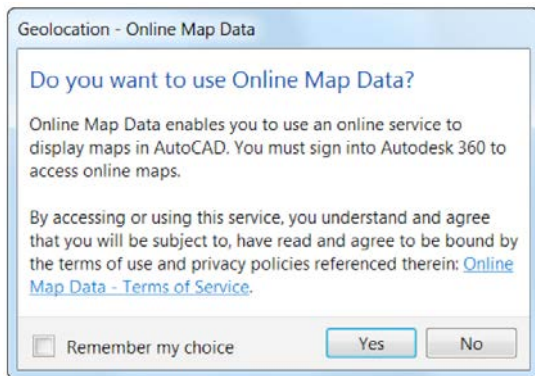 Geolocation - Online Map Data
Do you want to use Online Map Data?
Online Map Data enables you to use an online service to
display maps in AutoCAD. You must sign into Autodesk 360 to
access online maps.
By accessing or using this service, you understand and agree
that you will be subject to, have read and agree to be bound by
the terms of use and privacy policies referenced therein: Online
Map Data - Terms of Service.
Remember my choice Yes No